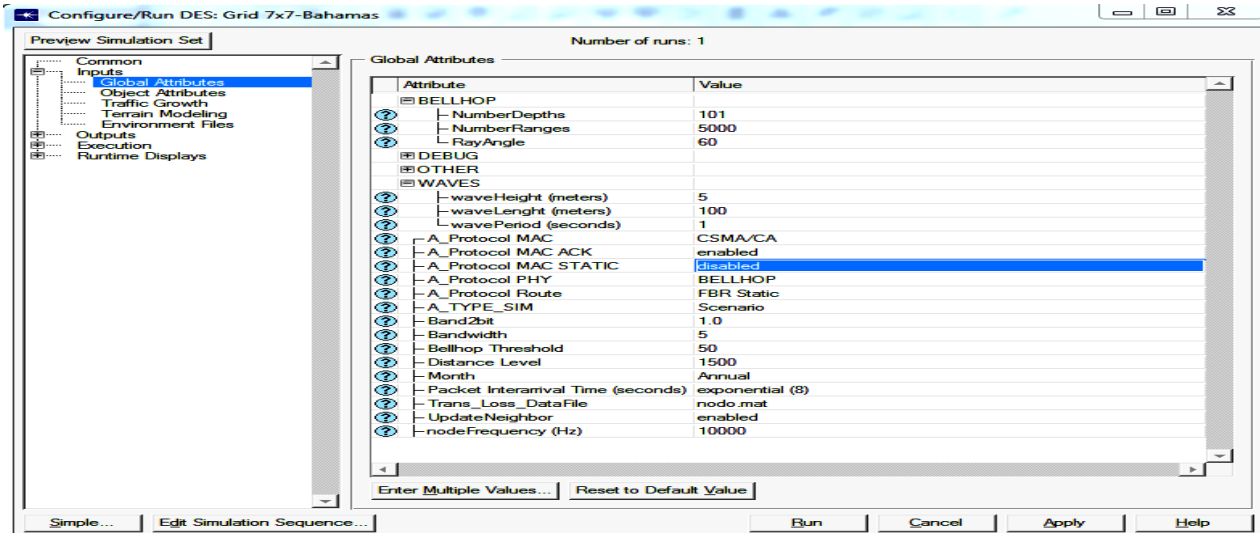 Configure/Run DES: Grid 7x7-Bahamas
Preview Simulation Set
Number of runs: 1
Common
Inputs
Global Attributes
Object Attributes
Traffic Growth
Terrain Modeling
Environment Files
Outputs
Execution
Runtime Displays
Global Attributes
Attribute Value
BELLHOP
NumberDepths 101
NumberRanges 5000
RayAngle 60
DEBUG
OTHER
WAVES
waveHeight (meters) 5
waveLenght (meters) 100
wavePeriod (seconds) 1
A_Protocol MAC CSMA/CA
A_Protocol MAC ACK enabled
A_Protocol MAC STATIC disabled
A_Protocol PHY BELLHOP
A_Protocol Route FBR Static
A_TYPE_SIM Scenario
Band2bit 1.0
Bandwidth 5
Bellhop Threshold 50
Distance Level 1500
Month Annual
Packet Interarrival Time (seconds) exponential (8)
Trans_Loss_DataFile nodo.mat
UpdateNeighbor enabled
nodeFrequency (Hz) 10000
Enter Multiple Values... Reset to Default Value
Simple... Edit Simulation Sequence... Run Cancel Apply Help